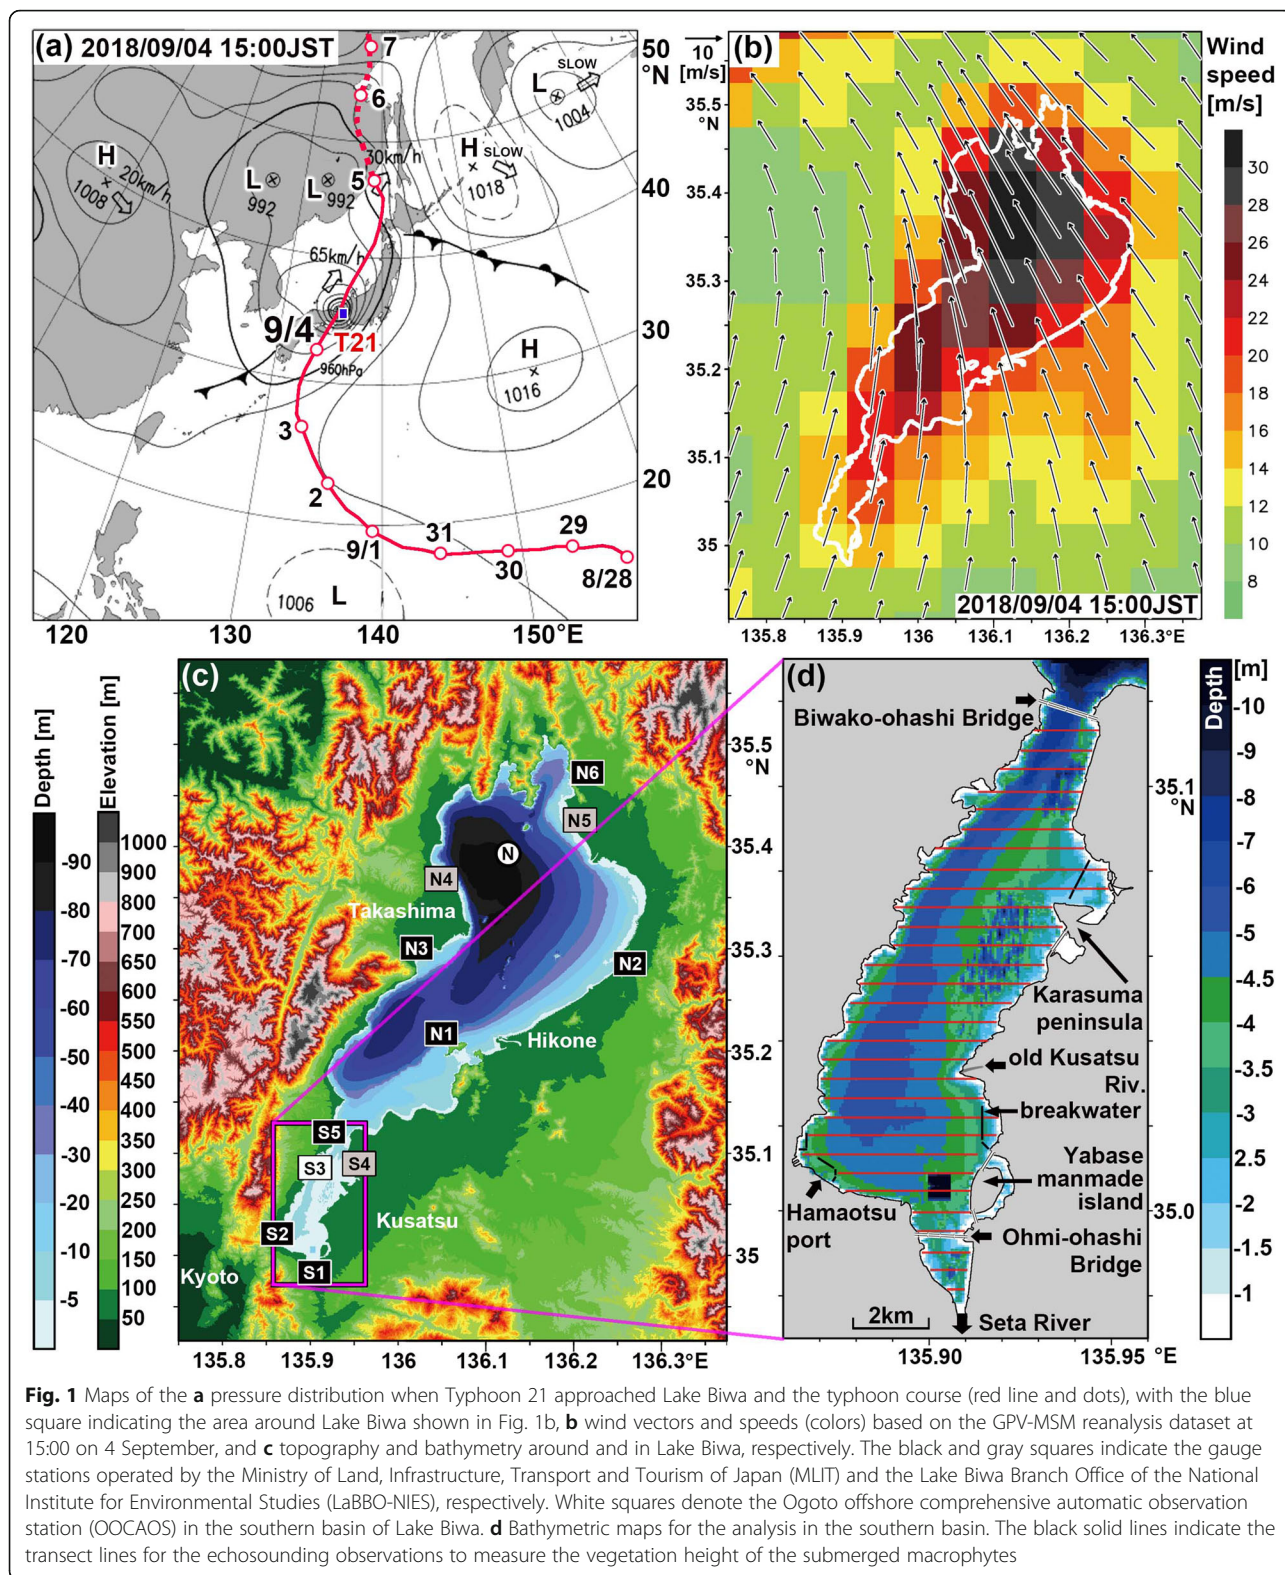 (a) 2018/09/04 15:00JST
7
50
°N
6
SLOW
L
1004
H
20km/h
1008
L
992
L
992
30km/h
5
H
SLOW
1018
40
65km/h
9/4
T21
960hPa
30
H
1016
3
2
20
9/1
31
30
29
8/28
1006
L
120
130
140
150°E
10
[m/s]
(b)
Wind
speed
[m/s]
35.5
°N
35.4
35.3
35.2
35.1
35
30
28
26
24
22
20
18
16
14
12
10
8
2018/09/04 15:00JST
135.8
135.9
136
136.1
136.2
136.3°E
Depth [m]
-90
-80
-70
-60
-50
-40
-30
-20
-10
-5
Elevation [m]
1000
900
800
700
650
600
550
500
450
400
350
300
250
200
150
100
50
(c)
35.5
°N
35.4
35.3
35.2
35.1
35
N6
N5
N
N4
Takashima
N3
N2
N1
Hikone
S5
S3
S4
S2
Kusatsu
S1
Kyoto
135.8
135.9
136
136.1
136.2
136.3°E
(d)
Biwako-ohashi Bridge
35.1
°N
Karasuma
peninsula
old Kusatsu
Riv.
breakwater
Yabase
manmade
island
Hamaotsu
port
35.0
Ohmi-ohashi
Bridge
2km
Seta River
135.90
135.95 °E
Depth
[m]
-10
-9
-8
-7
-6
-5
-4.5
-4
-3.5
-3
2.5
-2
-1.5
-1
Fig. 1 Maps of the a pressure distribution when Typhoon 21 approached Lake Biwa and the typhoon course (red line and dots), with the blue
square indicating the area around Lake Biwa shown in Fig. 1b, b wind vectors and speeds (colors) based on the GPV-MSM reanalysis dataset at
15:00 on 4 September, and c topography and bathymetry around and in Lake Biwa, respectively. The black and gray squares indicate the gauge
stations operated by the Ministry of Land, Infrastructure, Transport and Tourism of Japan (MLIT) and the Lake Biwa Branch Office of the National
Institute for Environmental Studies (LaBBO-NIES), respectively. White squares denote the Ogoto offshore comprehensive automatic observation
station (OOCAOS) in the southern basin of Lake Biwa. d Bathymetric maps for the analysis in the southern basin. The black solid lines indicate the
transect lines for the echosounding observations to measure the vegetation height of the submerged macrophytes